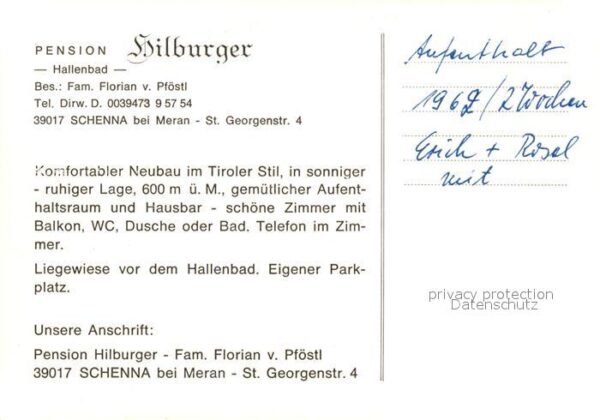 PENSION Hilburger
— Hallenbad —
Bes.: Fam. Florian v. Pföstl
Tel. Dirw. D. 0039473 9 57 54
39017 SCHENNA bei Meran - St. Georgenstr. 4
Komfortabler Neubau im Tiroler Stil, in sonniger
- ruhiger Lage, 600 m ü. M., gemütlicher Aufent-
haltsraum und Hausbar - schöne Zimmer mit
Balkon, WC, Dusche oder Bad. Telefon im Zim-
mer.
Liegewiese vor dem Hallenbad. Eigener Park-
platz.
Unsere Anschrift:
Pension Hilburger - Fam. Florian v. Pföstl
39017 SCHENNA bei Meran - St. Georgenstr. 4
Aufenthalt
/2 Wochen
Erich + Rosel
mit
privacy protection
Datenschutz